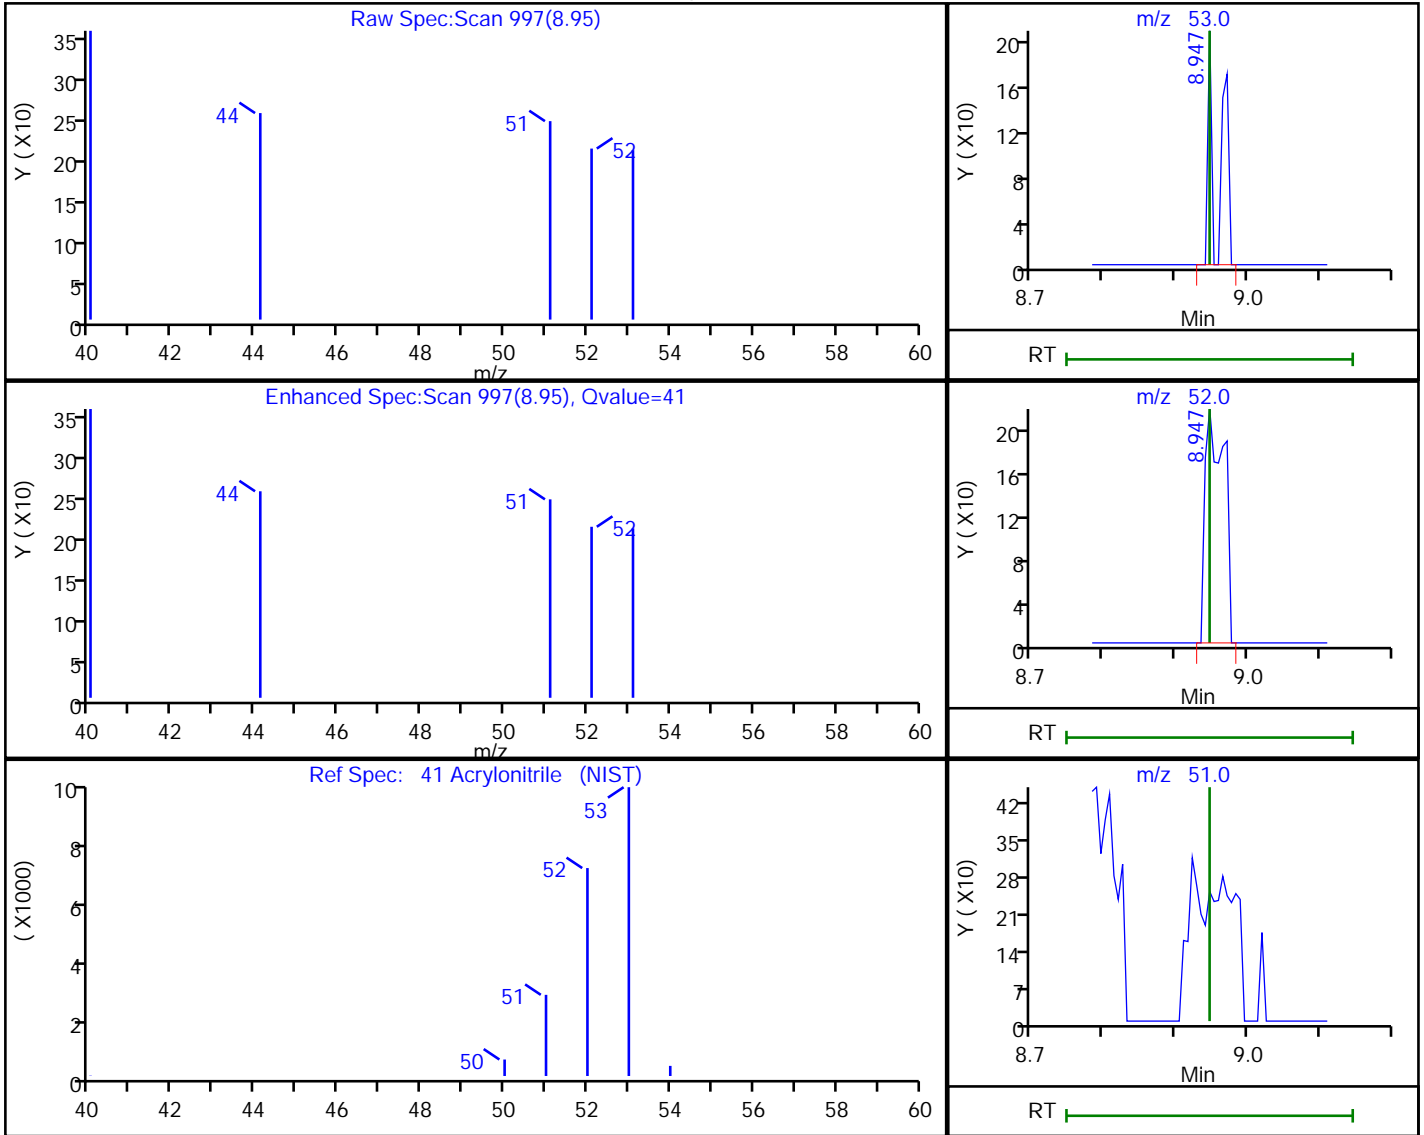 Raw Spec:Scan 997(8.95)
Y ( X10)
35
30
25
20
15
10
5
0
44
51
52
40 42 44 46 48 50 52 54 56 58 60
m/z
m/z 53.0
Y ( X10)
20
16
12
8
4
0
8.947
8.7 9.0
Min
RT
Enhanced Spec:Scan 997(8.95), Qvalue=41
Y ( X10)
35
30
25
20
15
10
5
0
44
51
52
40 42 44 46 48 50 52 54 56 58 60
m/z
m/z 52.0
Y ( X10)
20
16
12
8
4
0
8.947
8.7 9.0
Min
RT
Ref Spec: 41 Acrylonitrile (NIST)
( X1000)
10
8
6
4
2
0
53
52
51
50
40 42 44 46 48 50 52 54 56 58 60
m/z 51.0
Y ( X10)
42
35
28
21
14
7
0
8.7 9.0
Min
RT